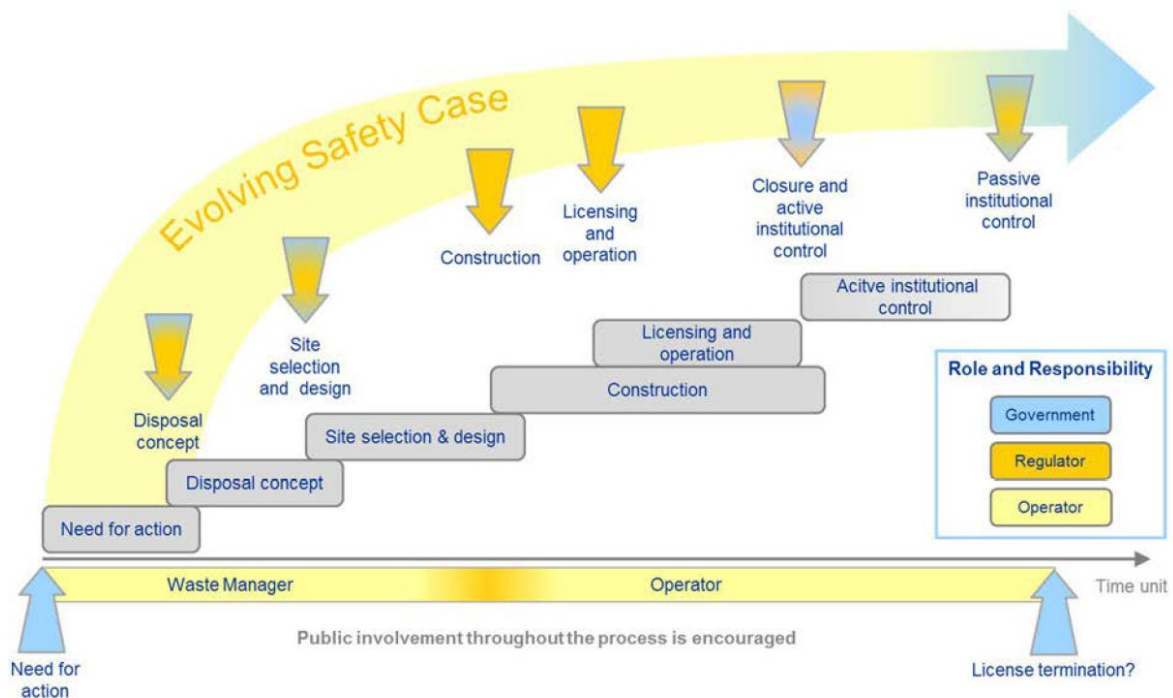 Evolving Safety Case
Disposal
concept
Site
selection
and design
Construction
Licensing
and
operation
Closure and
active
institutional
control
Passive
institutional
control
Acitve institutional
control
Licensing and
operation
Construction
Site selection & design
Disposal concept
Need for action
Role and Responsibility
Government
Regulator
Operator
Waste Manager
Operator
Time unit
Public involvement throughout the process is encouraged
Need for
action
License termination?